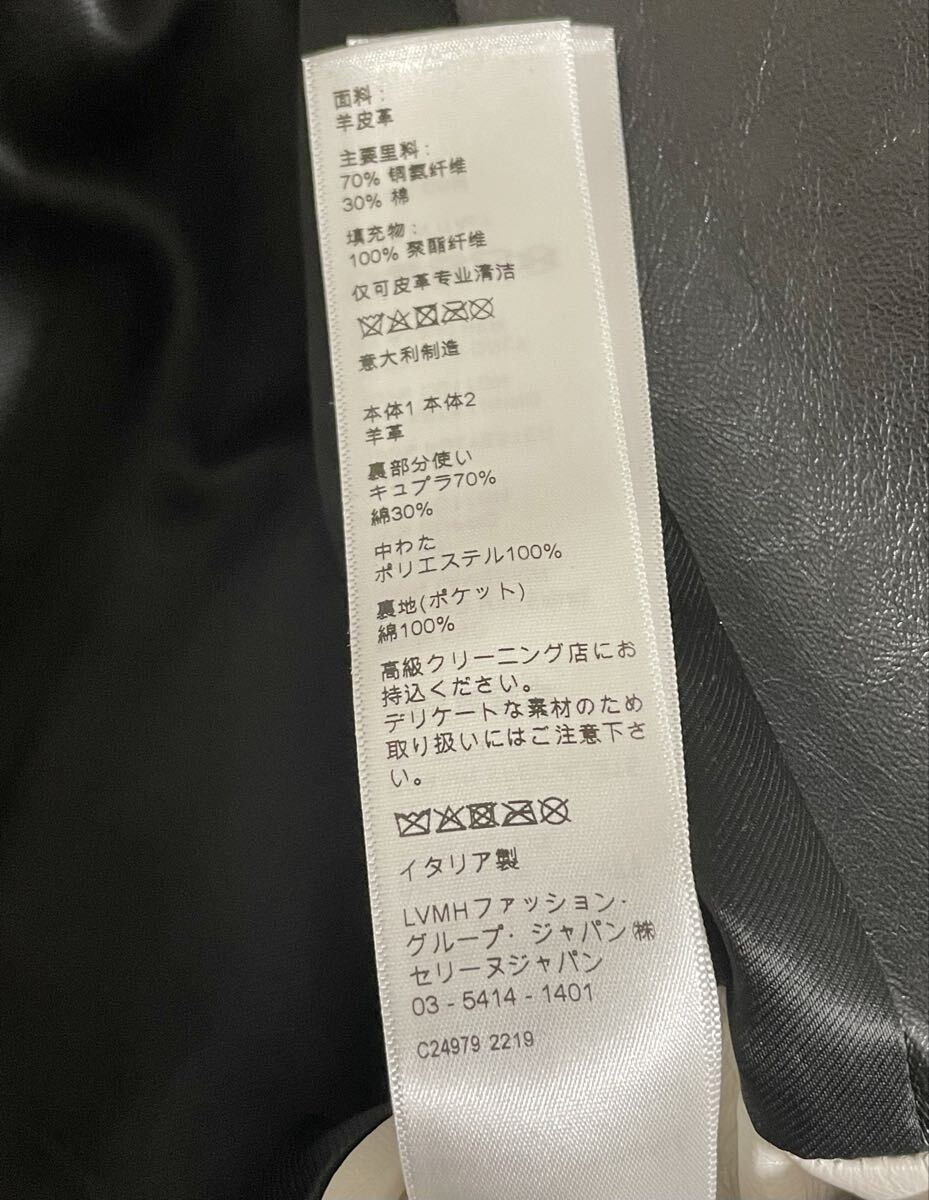 面料：
羊皮革
主要里料：
70% 铜氨纤维
30% 棉
填充物：
100% 聚酯纤维
仅可皮革专业清洁
意大利制造
本体1 本体2
羊革
裏部分使い
キュプラ70%
綿30%
中わた
ポリエステル100%
裏地(ポケット)
綿100%
高級クリーニング店にお
持込ください。
デリケートな素材のため
取り扱いにはご注意下さ
い。
イタリア製
LVMHファッション・
グループ・ジャパン㈱
セリーヌジャパン
03 - 5414 - 1401
C24979 2219